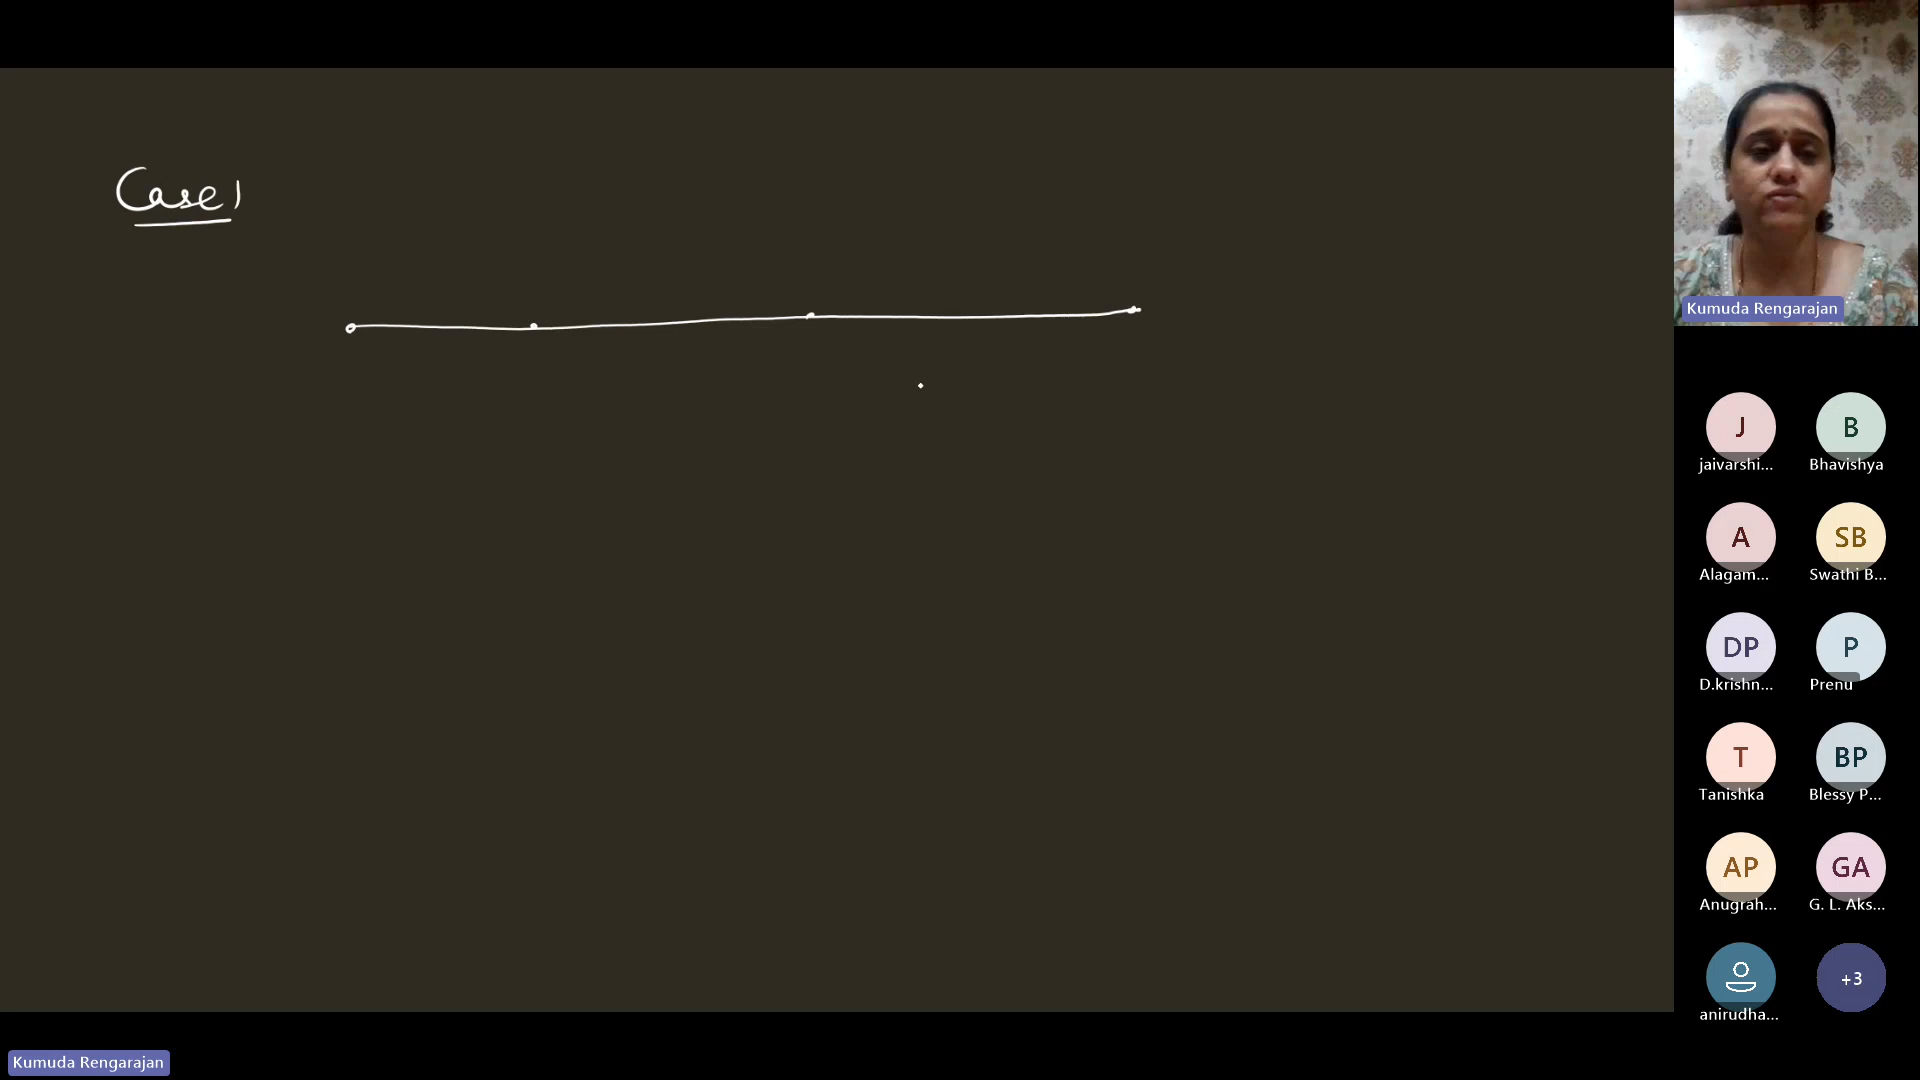 Case 1
Kumuda Rengarajan
J
B
jaivarshi...
Bhavishya
A
SB
Alagam...
Swathi B...
DP
P
D.krishn...
Prenu
T
BP
Tanishka
Blessy P...
AP
GA
Anugrah...
G. L. Aks...
+3
anirudha...
Kumuda Rengarajan